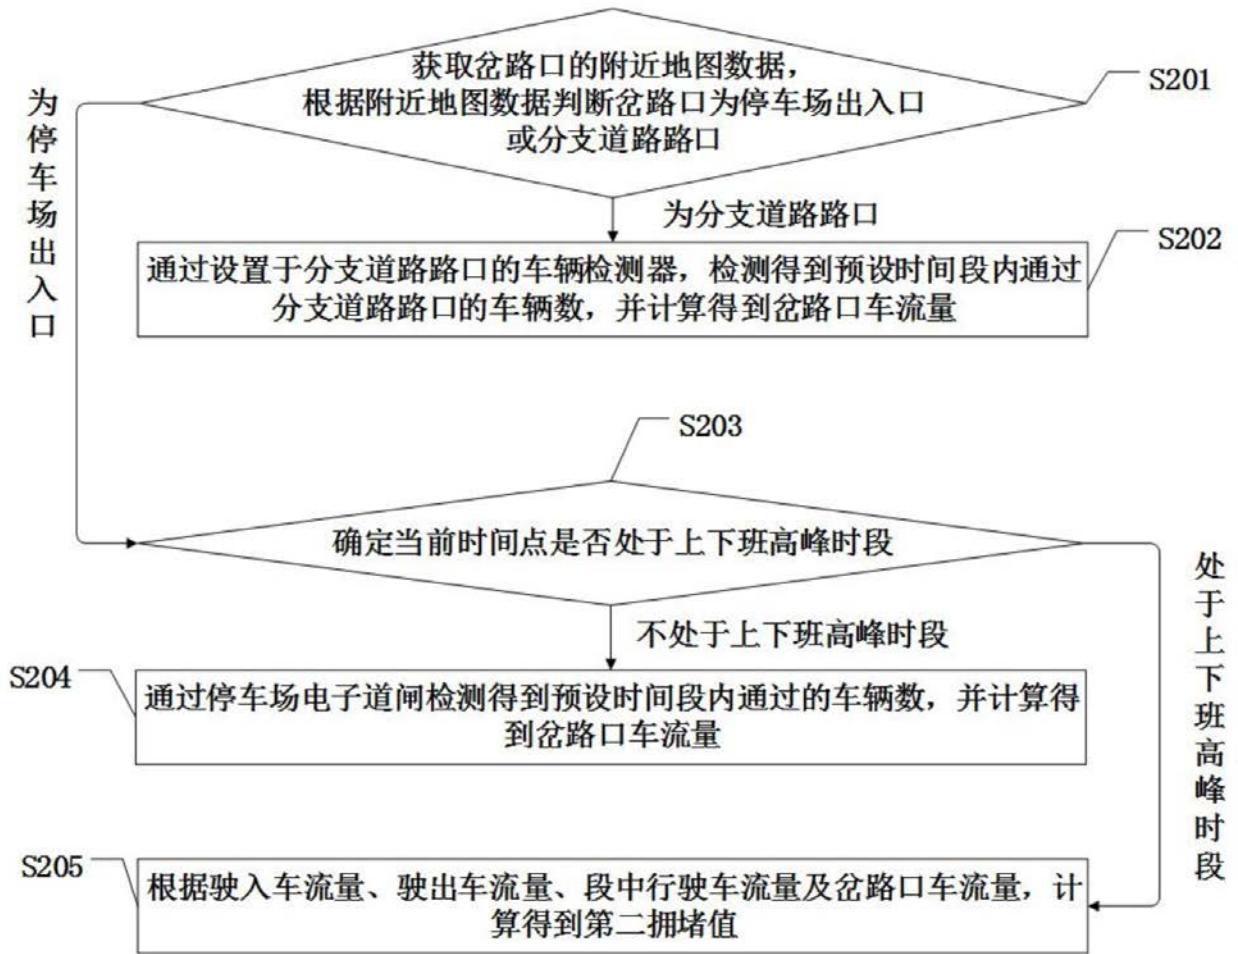 获取岔路口的附近地图数据，
根据附近地图数据判断岔路口为停车场出入口
或分支道路路口
S201
为停车场出入口
为分支道路路口
S202
通过设置于分支道路路口的车辆检测器，检测得到预设时间段内通过
分支道路路口的车辆数，并计算得到岔路口车流量
S203
确定当前时间点是否处于上下班高峰时段
不处于上下班高峰时段
处于上下班高峰时段
S204
通过停车场电子道闸检测得到预设时间段内通过的车辆数，并计算得
到岔路口车流量
S205
根据驶入车流量、驶出车流量、段中行驶车流量及岔路口车流量，计
算得到第二拥堵值